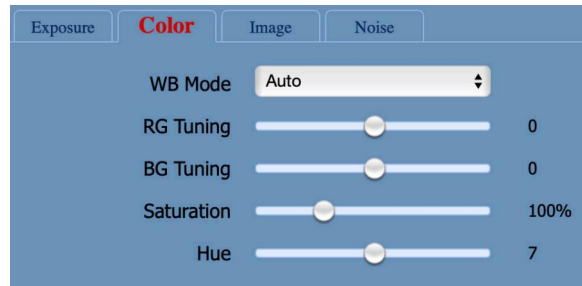 Exposure Color Image Noise
WB Mode Auto
RG Tuning 0
BG Tuning 0
Saturation 100%
Hue 7